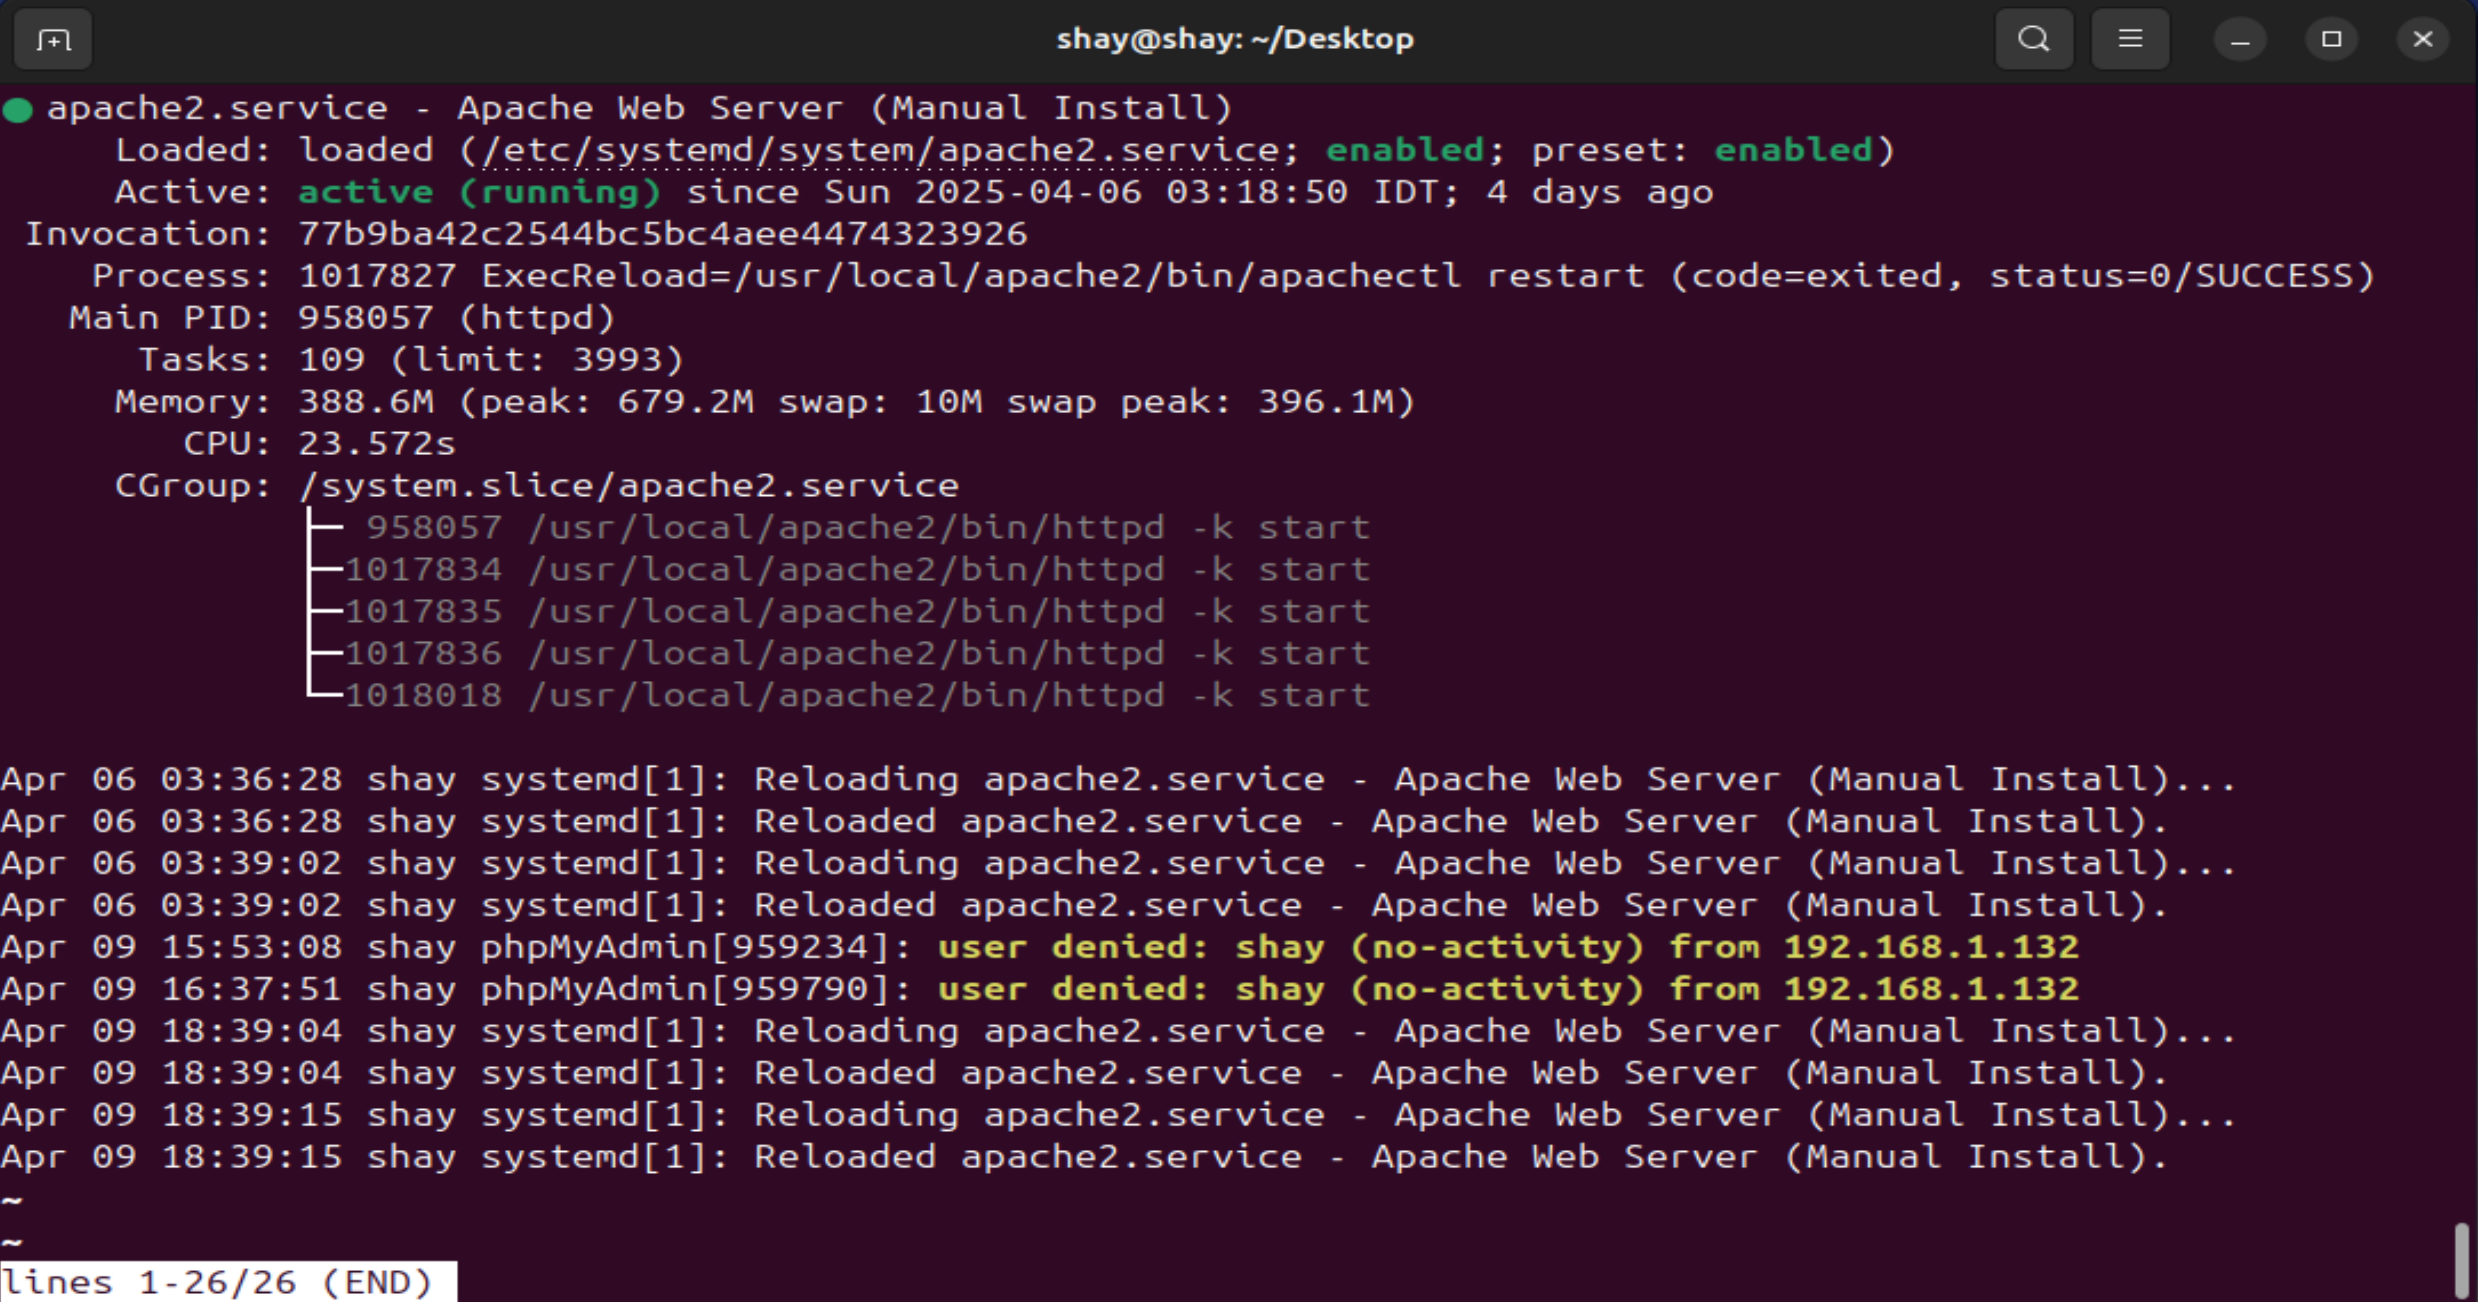 shay@shay: ~/Desktop
apache2.service - Apache Web Server (Manual Install)
Loaded: loaded (/etc/systemd/system/apache2.service; enabled; preset: enabled)
Active: active (running) since Sun 2025-04-06 03:18:50 IDT; 4 days ago
Invocation: 77b9ba42c2544bc5bc4aee4474323926
Process: 1017827 ExecReload=/usr/local/apache2/bin/apachectl restart (code=exited, status=0/SUCCESS)
Main PID: 958057 (httpd)
Tasks: 109 (limit: 3993)
Memory: 388.6M (peak: 679.2M swap: 10M swap peak: 396.1M)
CPU: 23.572s
CGroup: /system.slice/apache2.service
├─ 958057 /usr/local/apache2/bin/httpd -k start
├─1017834 /usr/local/apache2/bin/httpd -k start
├─1017835 /usr/local/apache2/bin/httpd -k start
├─1017836 /usr/local/apache2/bin/httpd -k start
└─1018018 /usr/local/apache2/bin/httpd -k start
Apr 06 03:36:28 shay systemd[1]: Reloading apache2.service - Apache Web Server (Manual Install)...
Apr 06 03:36:28 shay systemd[1]: Reloaded apache2.service - Apache Web Server (Manual Install).
Apr 06 03:39:02 shay systemd[1]: Reloading apache2.service - Apache Web Server (Manual Install)...
Apr 06 03:39:02 shay systemd[1]: Reloaded apache2.service - Apache Web Server (Manual Install).
Apr 09 15:53:08 shay phpMyAdmin[959234]: user denied: shay (no-activity) from 192.168.1.132
Apr 09 16:37:51 shay phpMyAdmin[959790]: user denied: shay (no-activity) from 192.168.1.132
Apr 09 18:39:04 shay systemd[1]: Reloading apache2.service - Apache Web Server (Manual Install)...
Apr 09 18:39:04 shay systemd[1]: Reloaded apache2.service - Apache Web Server (Manual Install).
Apr 09 18:39:15 shay systemd[1]: Reloading apache2.service - Apache Web Server (Manual Install)...
Apr 09 18:39:15 shay systemd[1]: Reloaded apache2.service - Apache Web Server (Manual Install).
~
~
lines 1-26/26 (END)